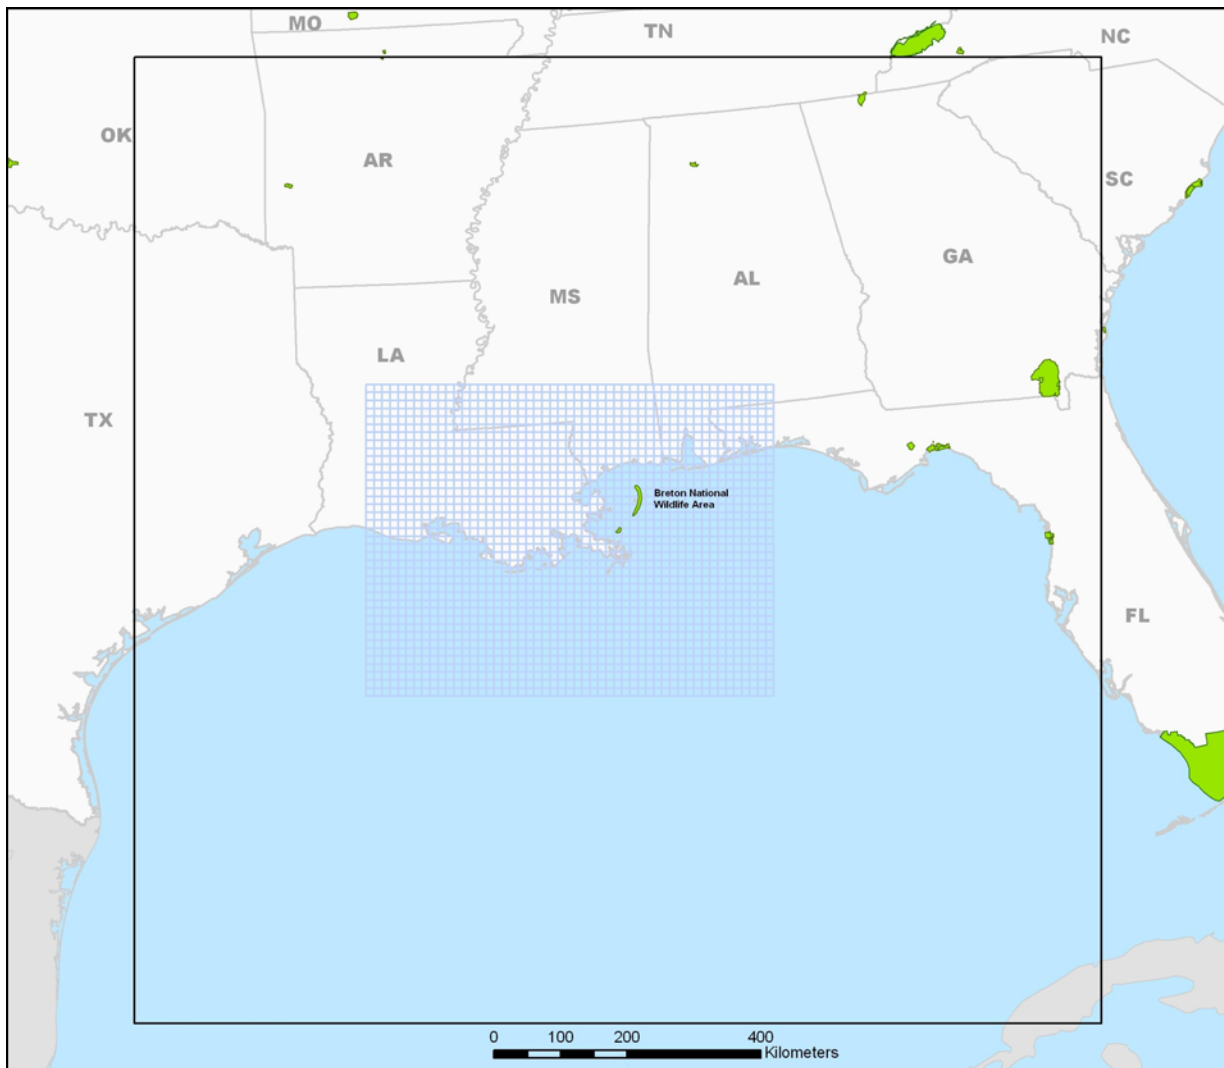 MO
TN
NC
OK
AR
SC
GA
MS
AL
LA
TX
Breton National
Wildlife Area
FL
0 100 200 400
Kilometers